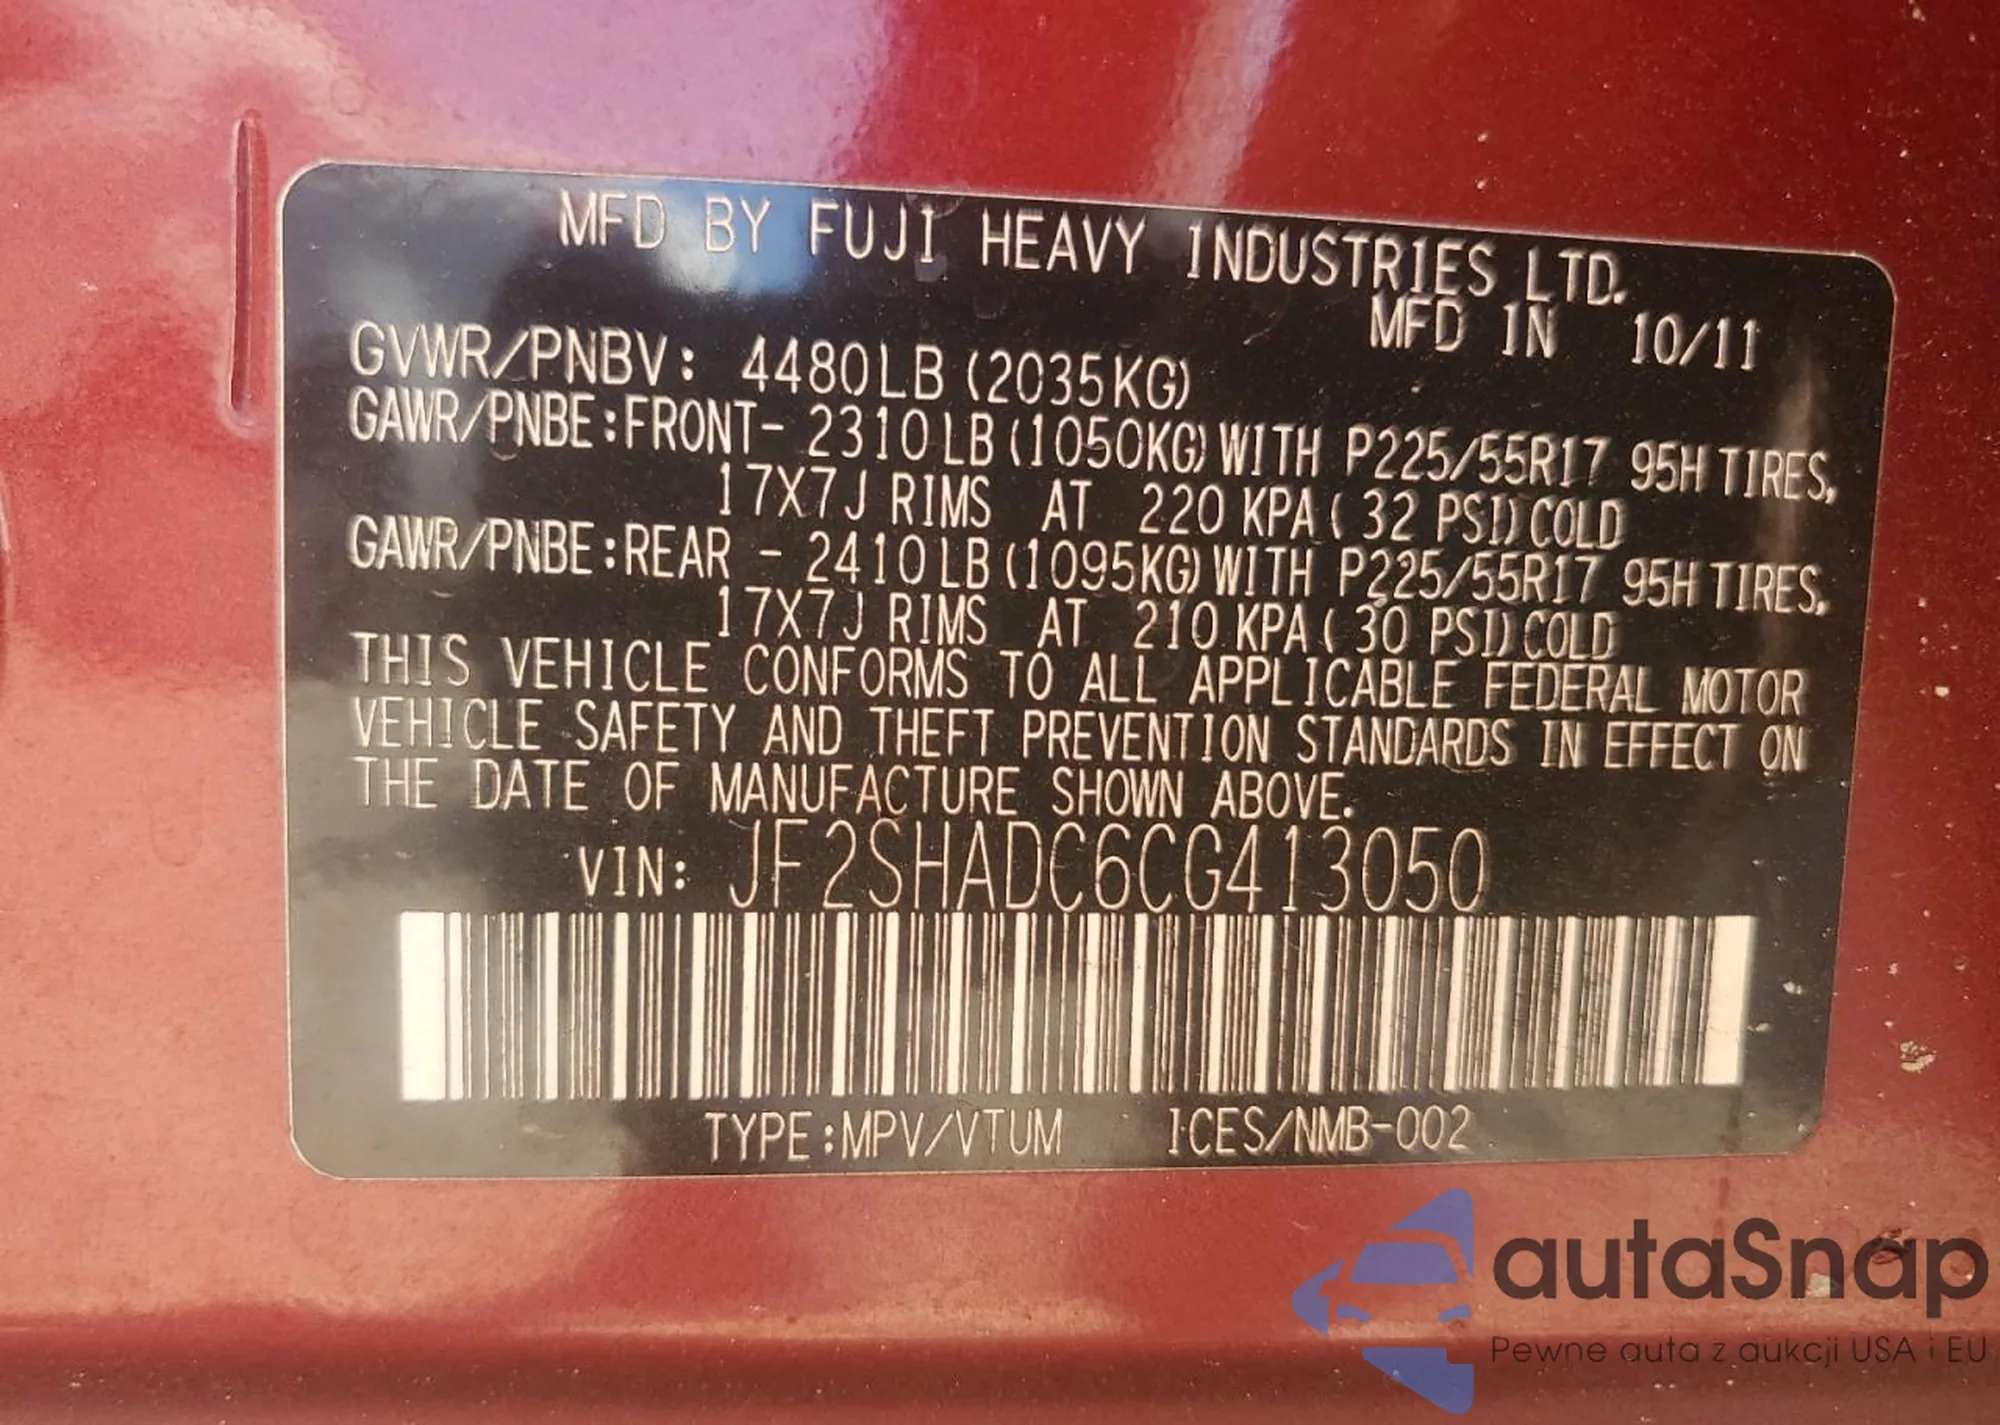 MFD BY FUJI HEAVY INDUSTRIES LTD.
MFD IN 10/11
GVWR/PNBV: 4480LB (2035KG)
GAWR/PNBE:FRONT- 2310LB (1050KG) WITH P225/55R17 95H TIRES,
17X7J RIMS AT 220 KPA ( 32 PSI) COLD
GAWR/PNBE:REAR - 2410LB (1095KG) WITH P225/55R17 95H TIRES,
17X7J RIMS AT 210 KPA ( 30 PSI) COLD
THIS VEHICLE CONFORMS TO ALL APPLICABLE FEDERAL MOTOR
VEHICLE SAFETY AND THEFT PREVENTION STANDARDS IN EFFECT ON
THE DATE OF MANUFACTURE SHOWN ABOVE.
VIN: JF2SHADC6CG413050
TYPE:MPV/VTUM ICES/NMB-002
autaSnap
Pewne auta z aukcji USA i EU